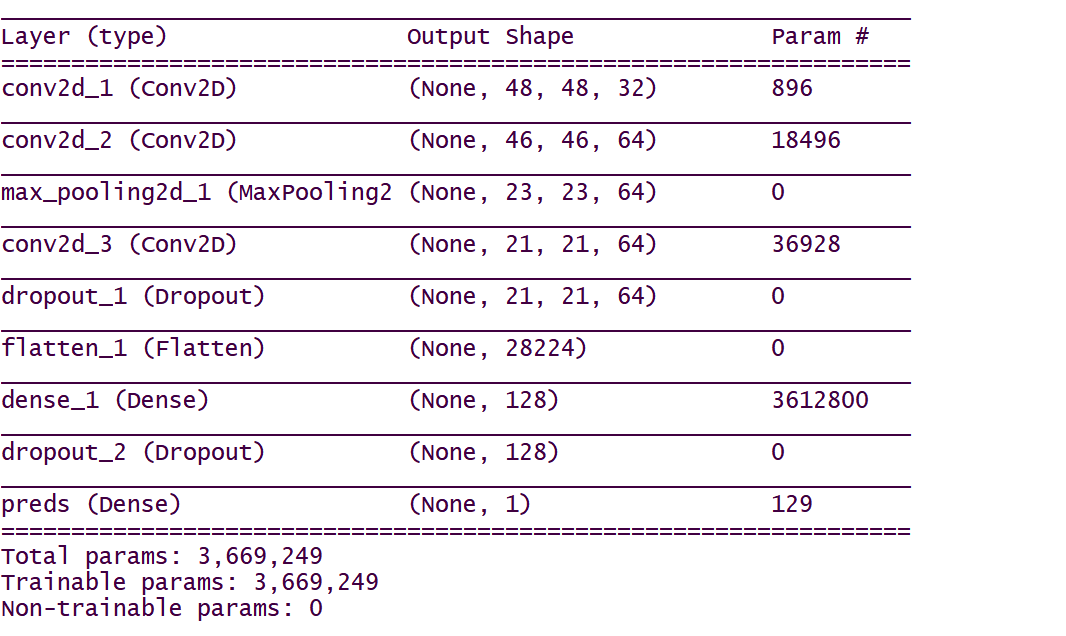 Layer (type) Output Shape Param #
=================================================================
conv2d_1 (Conv2D) (None, 48, 48, 32) 896
conv2d_2 (Conv2D) (None, 46, 46, 64) 18496
max_pooling2d_1 (MaxPooling2 (None, 23, 23, 64) 0
conv2d_3 (Conv2D) (None, 21, 21, 64) 36928
dropout_1 (Dropout) (None, 21, 21, 64) 0
flatten_1 (Flatten) (None, 28224) 0
dense_1 (Dense) (None, 128) 3612800
dropout_2 (Dropout) (None, 128) 0
preds (Dense) (None, 1) 129
=================================================================
Total params: 3,669,249
Trainable params: 3,669,249
Non-trainable params: 0